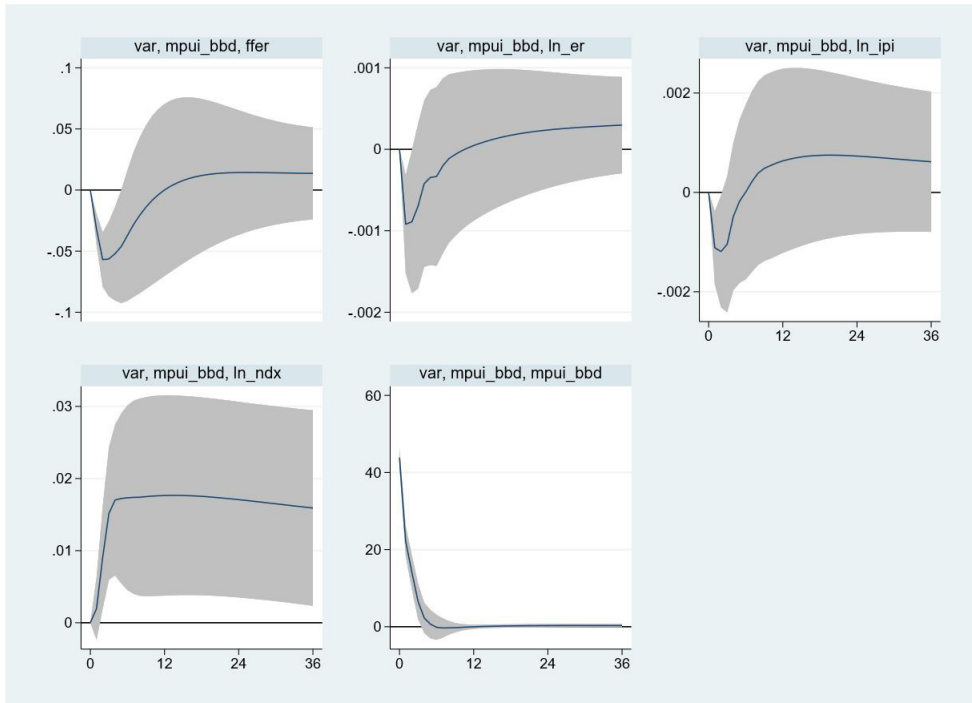 var, mpui_bbd, ffer
.1
.05
0
-.05
-.1
var, mpui_bbd, ln_er
.001
0
-.001
-.002
var, mpui_bbd, ln_ipi
.002
0
-.002
0 12 24 36
var, mpui_bbd, ln_ndx
.03
.02
.01
0
0 12 24 36
var, mpui_bbd, mpui_bbd
60
40
20
0
0 12 24 36